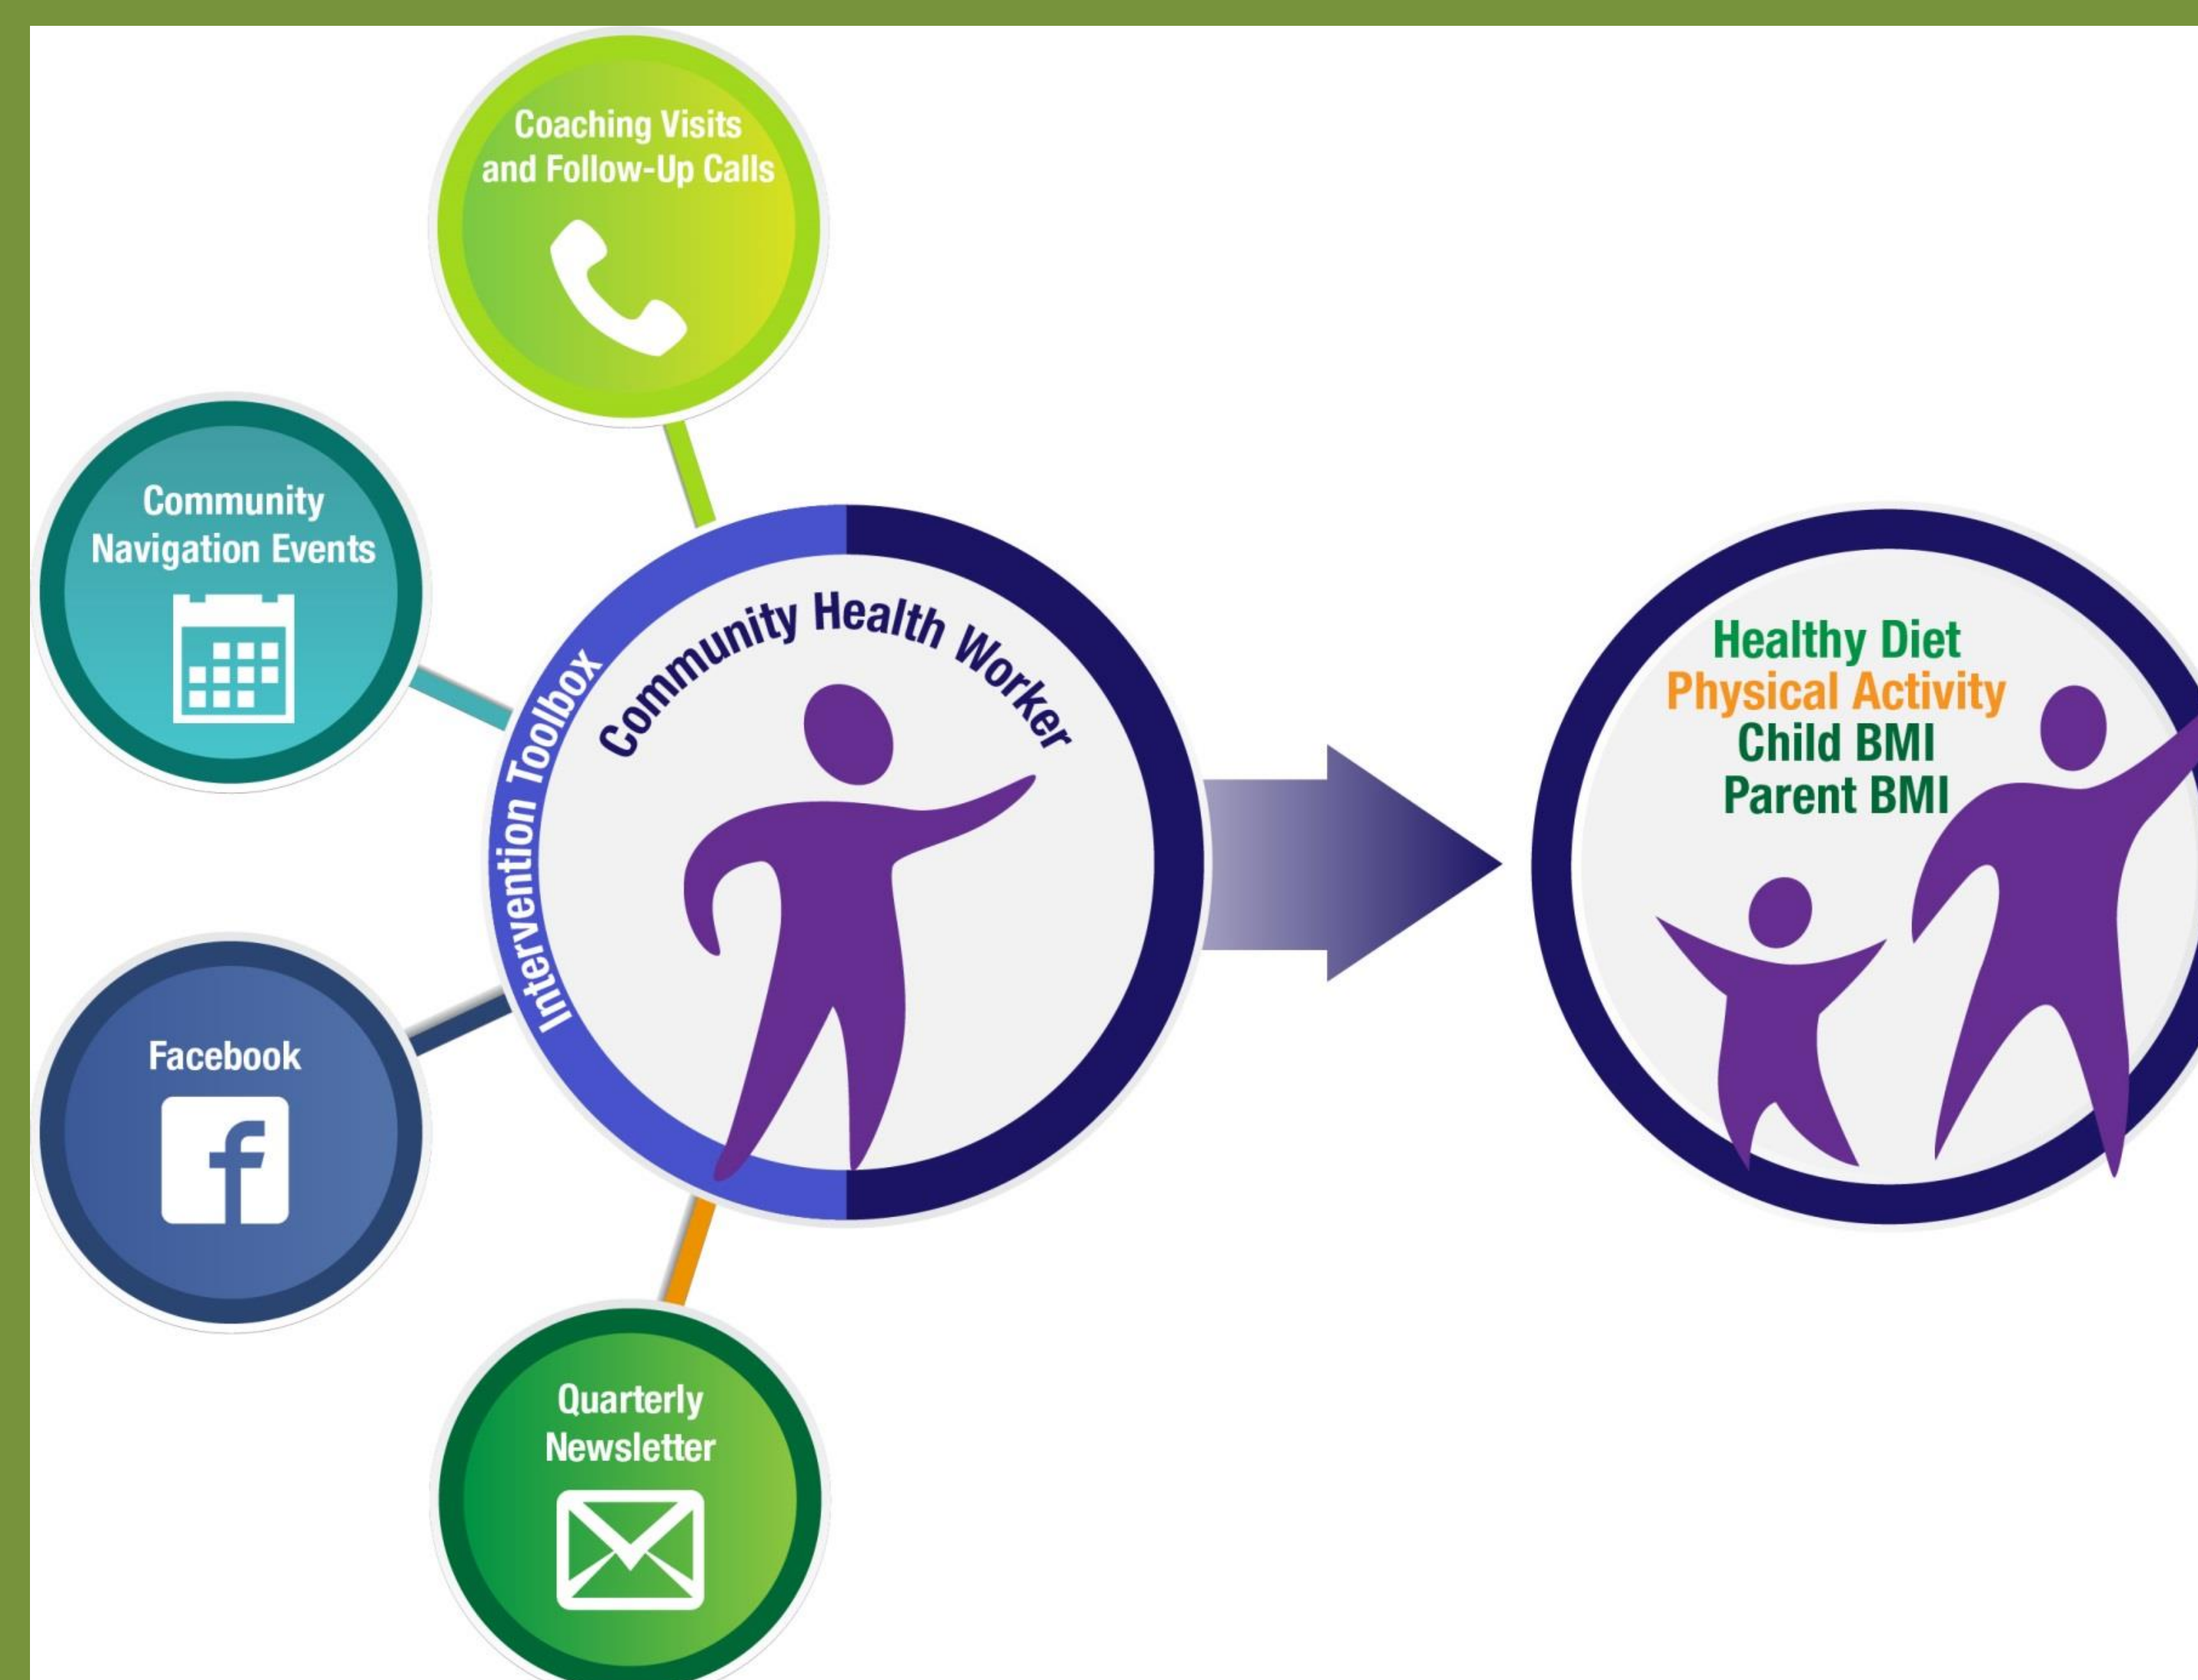 Coaching Visits
and Follow-Up Calls
Community
Navigation Events
Facebook
Quarterly
Newsletter
Intervention Toolbox
Community Health Worker
Healthy Diet
Physical Activity
Child BMI
Parent BMI